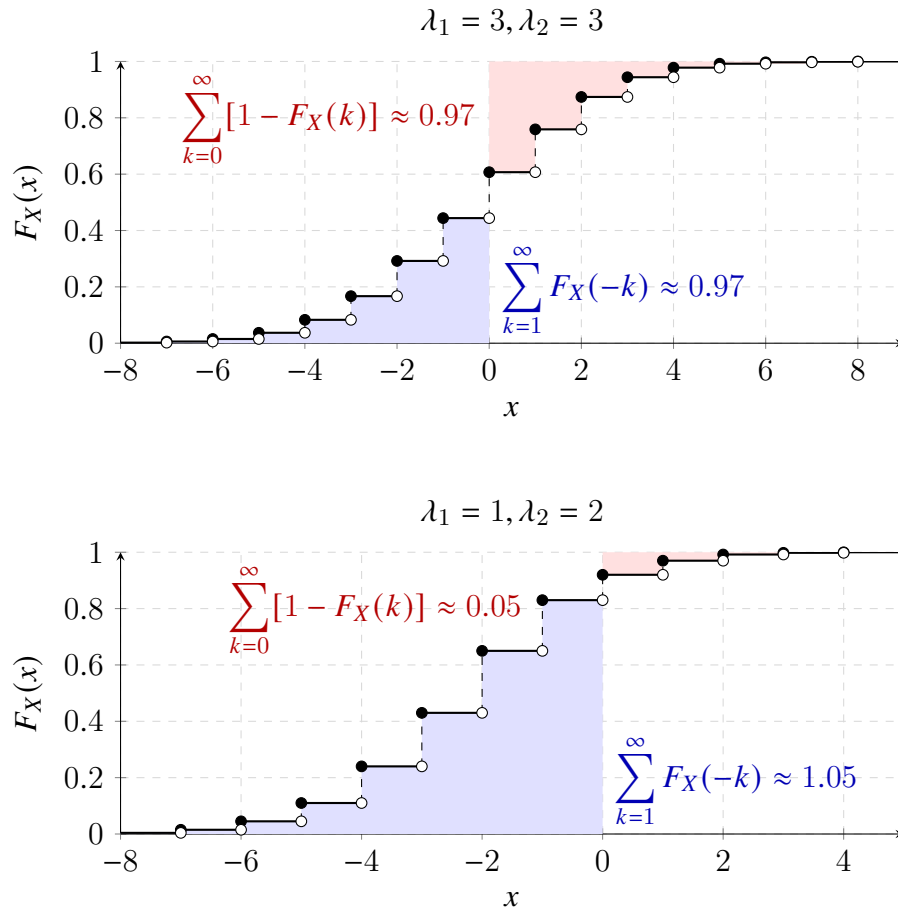 λ₁ = 3, λ₂ = 3
F_X(x)
1
0.8
0.6
0.4
0.2
0
∑_{k=0}^{∞} [1 − F_X(k)] ≈ 0.97
∑_{k=1}^{∞} F_X(−k) ≈ 0.97
−8 −6 −4 −2 0 2 4 6 8
x
λ₁ = 1, λ₂ = 2
F_X(x)
1
0.8
0.6
0.4
0.2
0
∑_{k=0}^{∞} [1 − F_X(k)] ≈ 0.05
∑_{k=1}^{∞} F_X(−k) ≈ 1.05
−8 −6 −4 −2 0 2 4
x